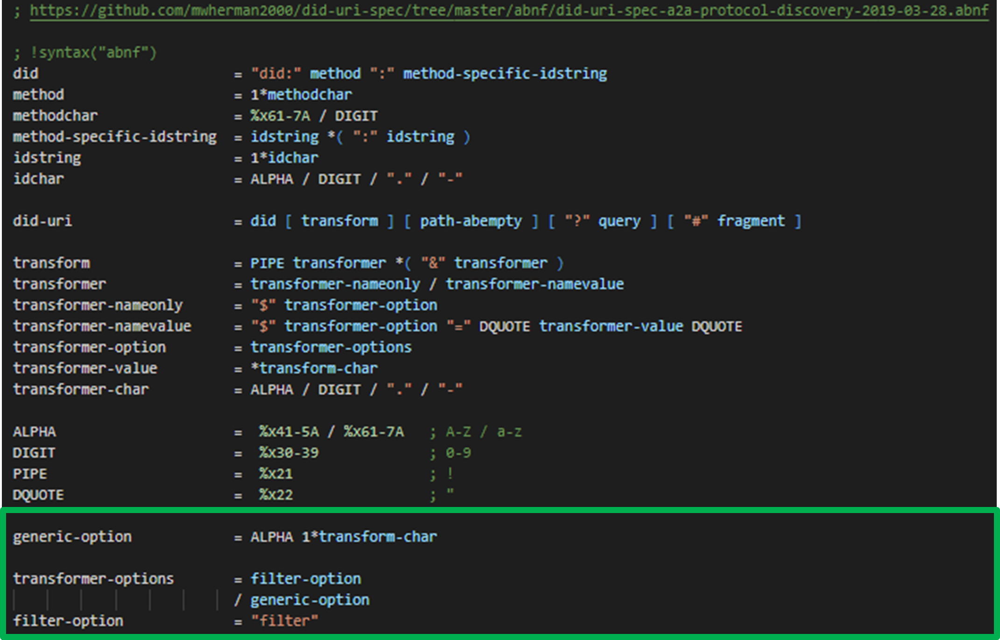 ; https://github.com/mwherman2000/did-uri-spec/tree/master/abnf/did-uri-spec-a2a-protocol-discovery-2019-03-28.abnf
; !syntax("abnf")
did = "did:" method ":" method-specific-idstring
method = 1*methodchar
methodchar = %x61-7A / DIGIT
method-specific-idstring = idstring *( ":" idstring )
idstring = 1*idchar
idchar = ALPHA / DIGIT / "." / "-"
did-uri = did [ transform ] [ path-abempty ] [ "?" query ] [ "#" fragment ]
transform = PIPE transformer *( "&" transformer )
transformer = transformer-nameonly / transformer-namevalue
transformer-nameonly = "$" transformer-option
transformer-namevalue = "$" transformer-option "=" DQUOTE transformer-value DQUOTE
transformer-option = transformer-options
transformer-value = *transform-char
transformer-char = ALPHA / DIGIT / "." / "-"
ALPHA = %x41-5A / %x61-7A ; A-Z / a-z
DIGIT = %x30-39 ; 0-9
PIPE = %x21 ; !
DQUOTE = %x22 ; "
generic-option = ALPHA 1*transform-char
transformer-options = filter-option
/ generic-option
filter-option = "filter"